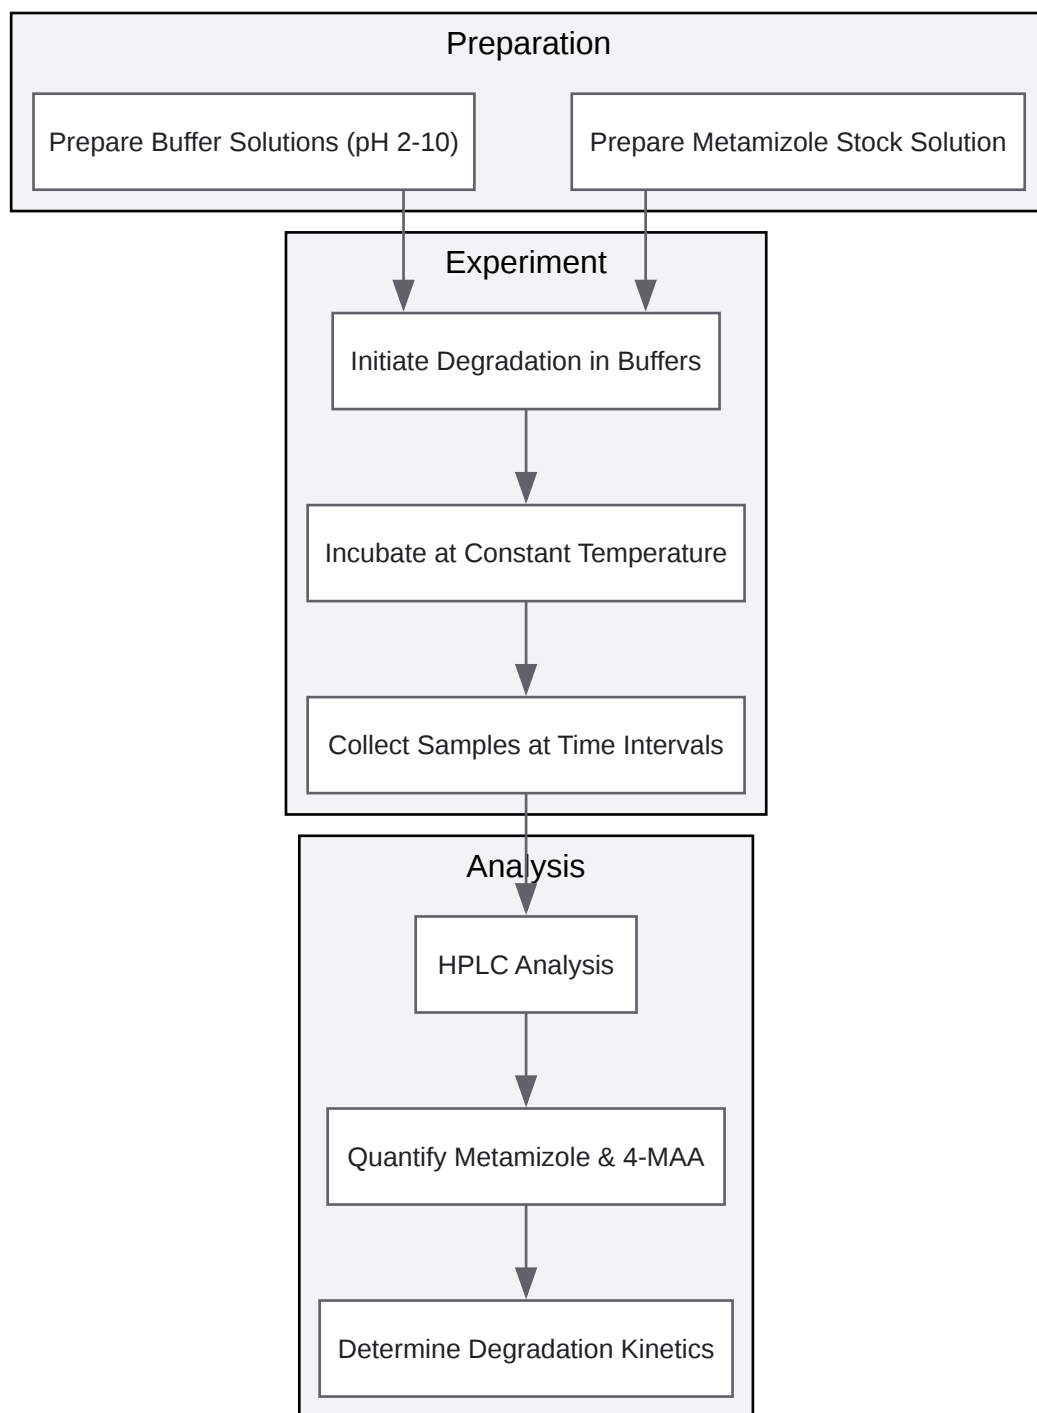 Preparation
Prepare Buffer Solutions (pH 2-10)
Prepare Metamizole Stock Solution
Experiment
Initiate Degradation in Buffers
Incubate at Constant Temperature
Collect Samples at Time Intervals
Analysis
HPLC Analysis
Quantify Metamizole & 4-MAA
Determine Degradation Kinetics